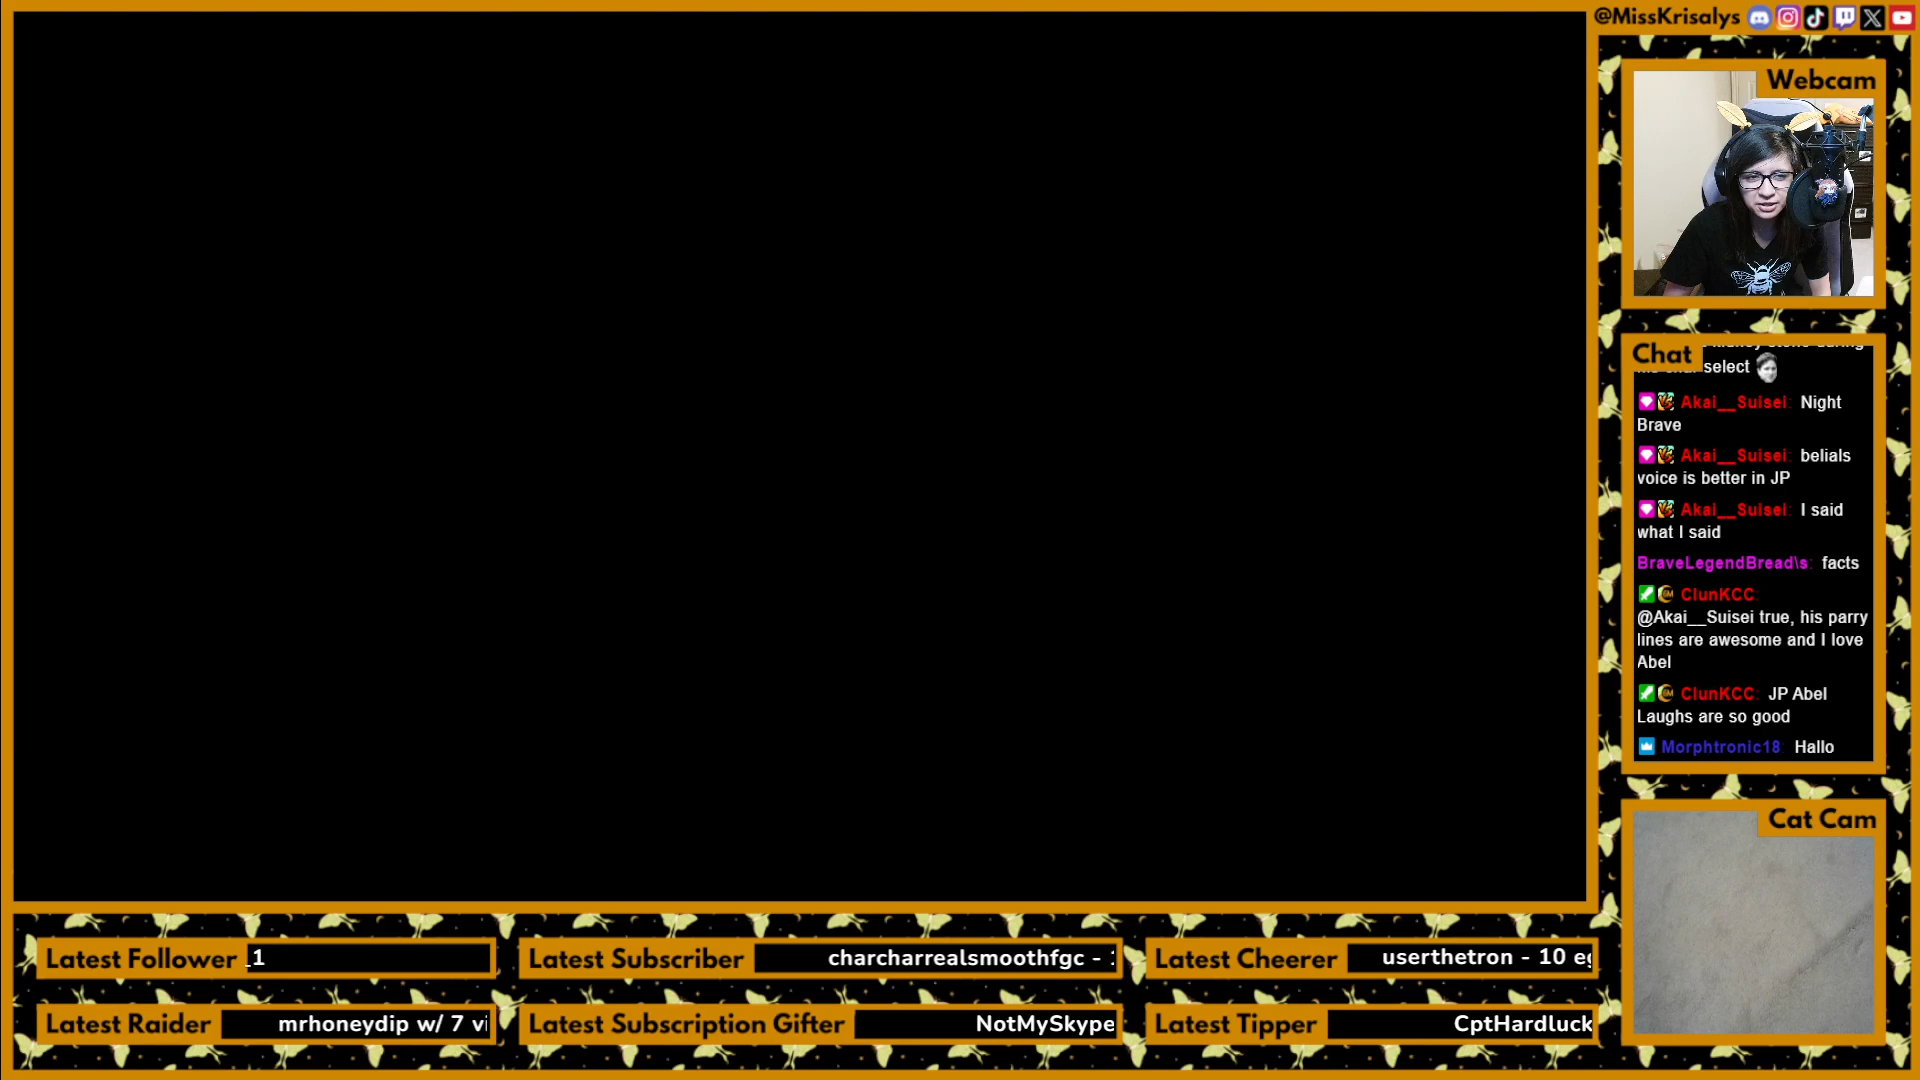 @MissKrisalys
Webcam
Chat
select
Akai__Suisei: Night
Brave
Akai__Suisei: belials
voice is better in JP
Akai__Suisei: I said
what I said
BraveLegendBread\s: facts
ClunKCC:
@Akai__Suisei true, his parry
lines are awesome and I love
Abel
ClunKCC: JP Abel
Laughs are so good
Morphtronic18: Hallo
Cat Cam
Latest Follower _1
Latest Subscriber charcharrealsmoothfgc -
Latest Cheerer userthetron - 10
Latest Raider mrhoneydip w/ 7
Latest Subscription Gifter NotMySkype
Latest Tipper CptHardluck